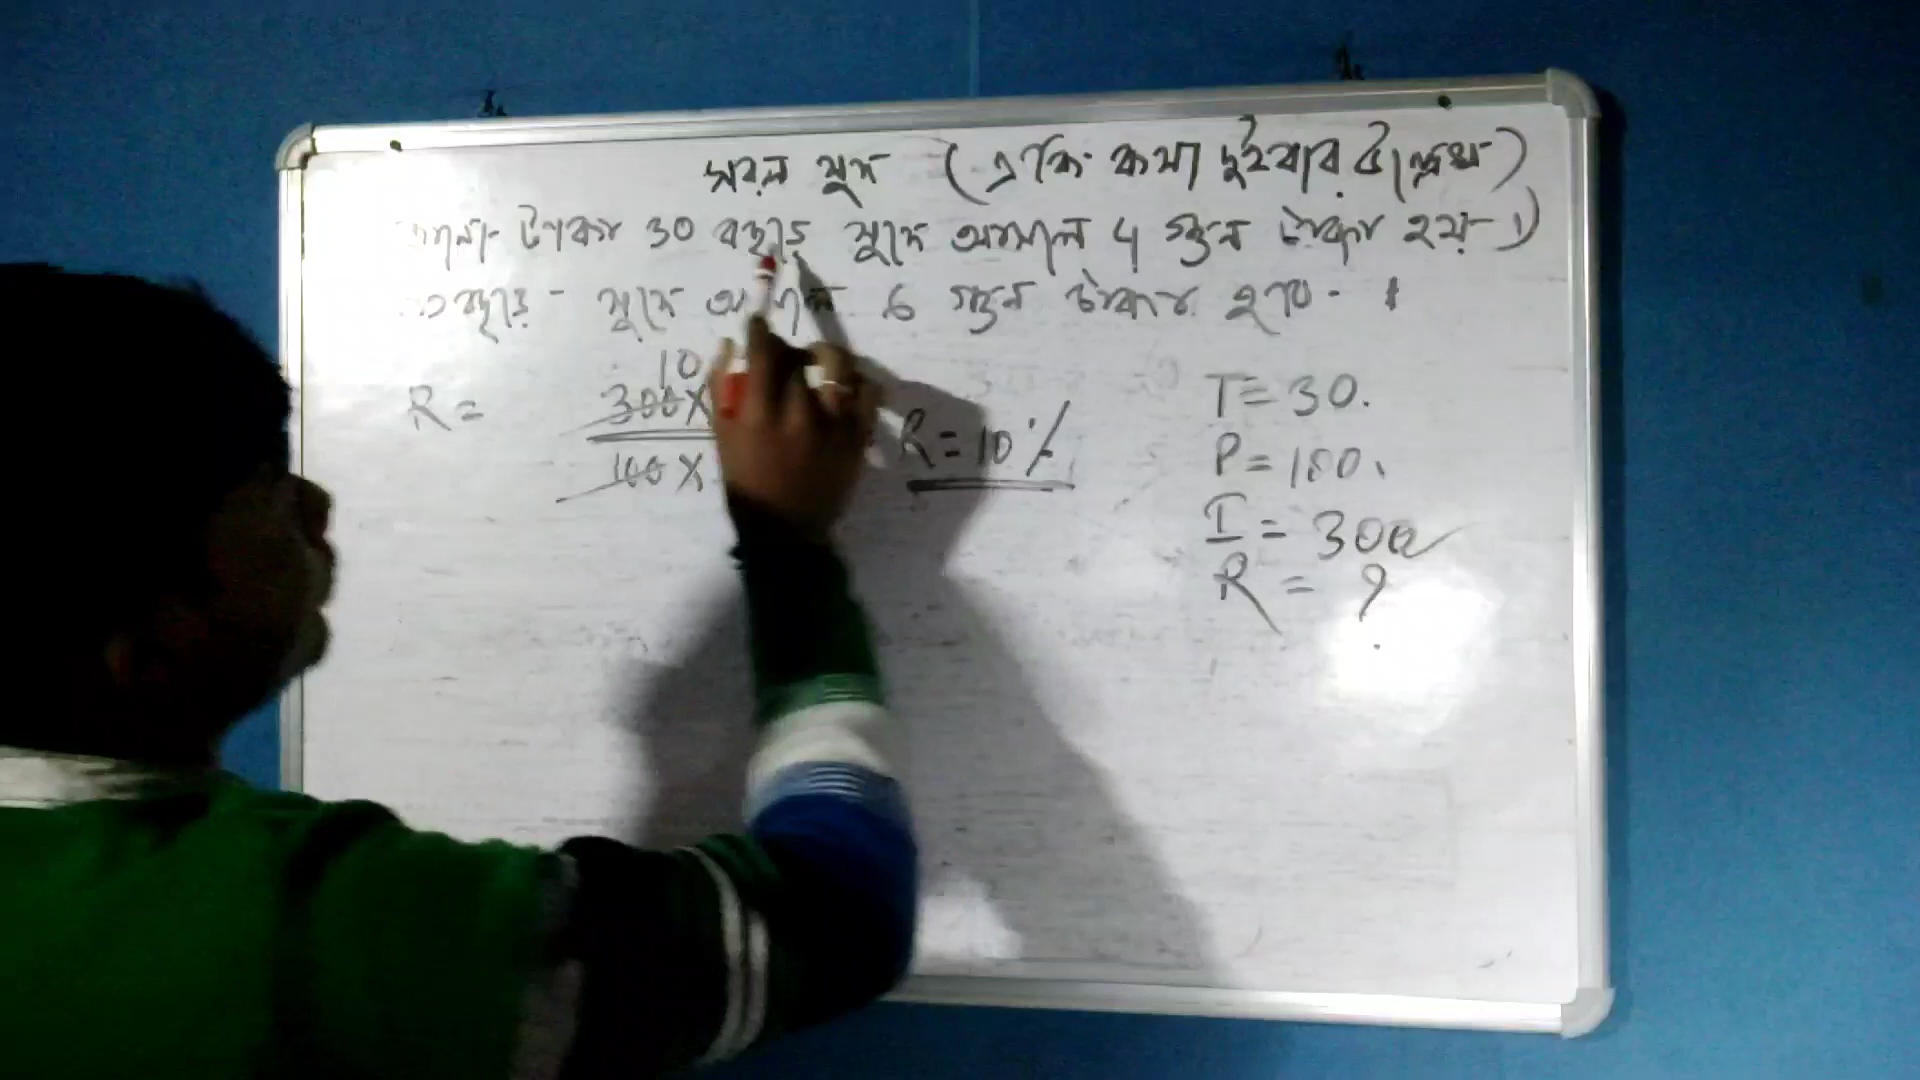 সরল সুদ (একি কথা দুইবার উল্লেখ)
টাকা 30 বছরে সুদে আসলে 4 গুন টাকা হয় ।)
বছরে - সুদে 6 গুন টাকা হবে ।
10
R = 300 X
100 X
R = 10 %
T = 30.
P = 100.
I = 300
R = ?